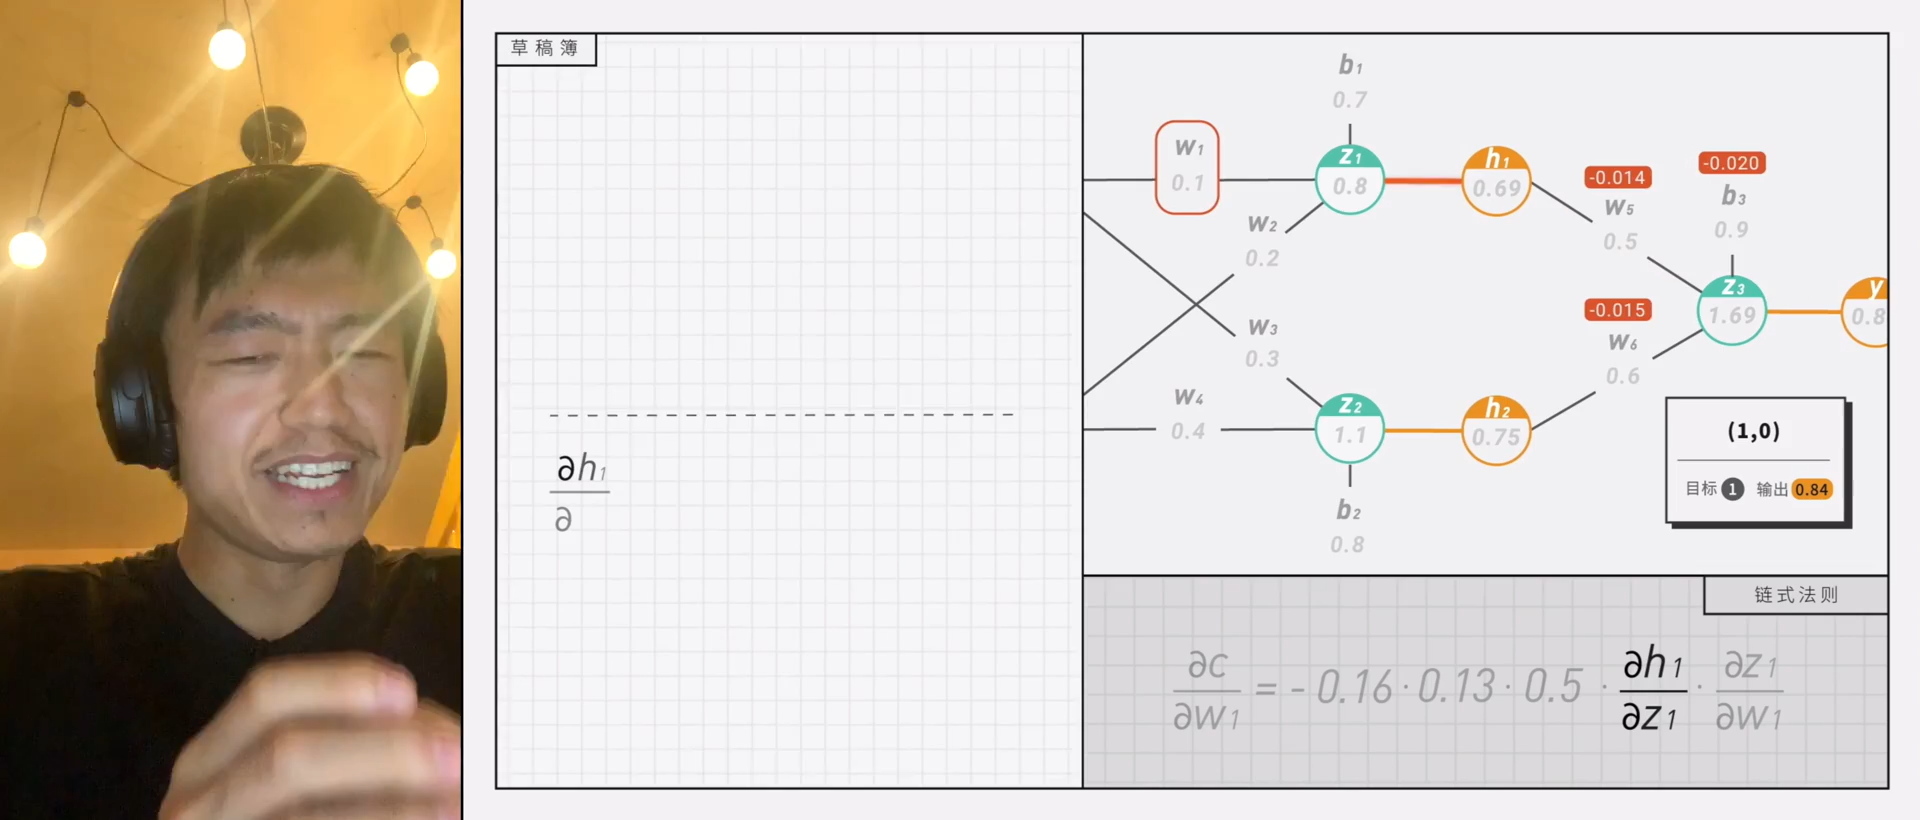 草稿簿
∂h₁
∂
b₁
0.7
w₁
0.1
z₁
0.8
h₁
0.69
w₂
0.2
-0.014
w₅
0.5
-0.020
b₃
0.9
z₃
1.69
y
0.8
w₃
0.3
-0.015
w₆
0.6
w₄
0.4
z₂
1.1
h₂
0.75
b₂
0.8
(1,0)
目标 1 输出 0.84
链式法则
∂c/∂w₁ = - 0.16 · 0.13 · 0.5 · ∂h₁/∂z₁ · ∂z₁/∂w₁